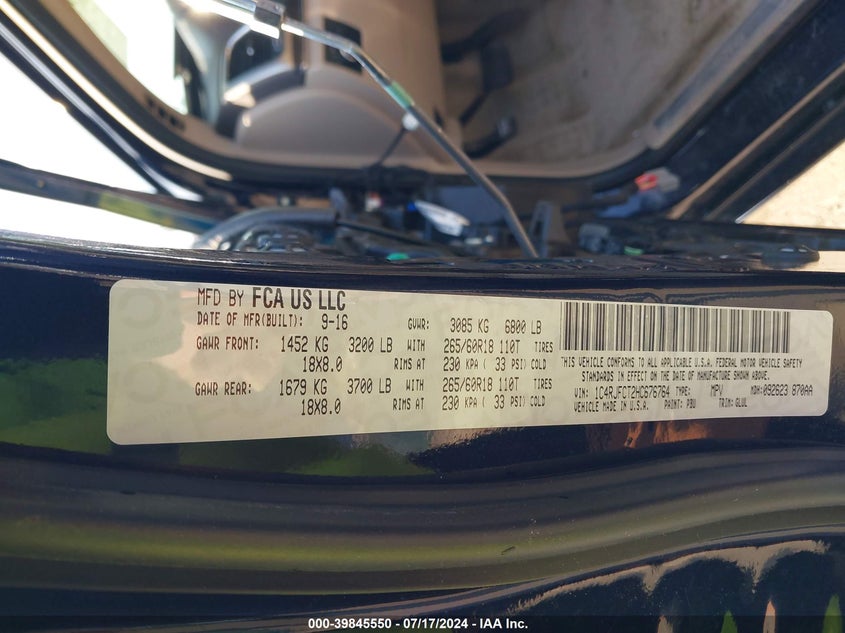 MFD BY FCA US LLC
DATE OF MFR(BUILT): 9-16 GVWR: 3085 KG 6800 LB
GAWR FRONT: 1452 KG 3200 LB WITH 265/60R18 110T TIRES
18X8.0 RIMS AT 230 KPA ( 33 PSI) COLD
GAWR REAR: 1679 KG 3700 LB WITH 265/60R18 110T TIRES
18X8.0 RIMS AT 230 KPA ( 33 PSI) COLD
THIS VEHICLE CONFORMS TO ALL APPLICABLE U.S.A. FEDERAL MOTOR VEHICLE SAFETY
STANDARDS IN EFFECT ON THE DATE OF MANUFACTURE SHOWN ABOVE.
VIN: 1C4RJFCT2HC676764 TYPE: MPV MDH:092623 870AA
VEHICLE MADE IN U.S.A. PAINT: PBU TRIM: GLUL
000-39845550 / 07/17/2024 / IAA Inc.